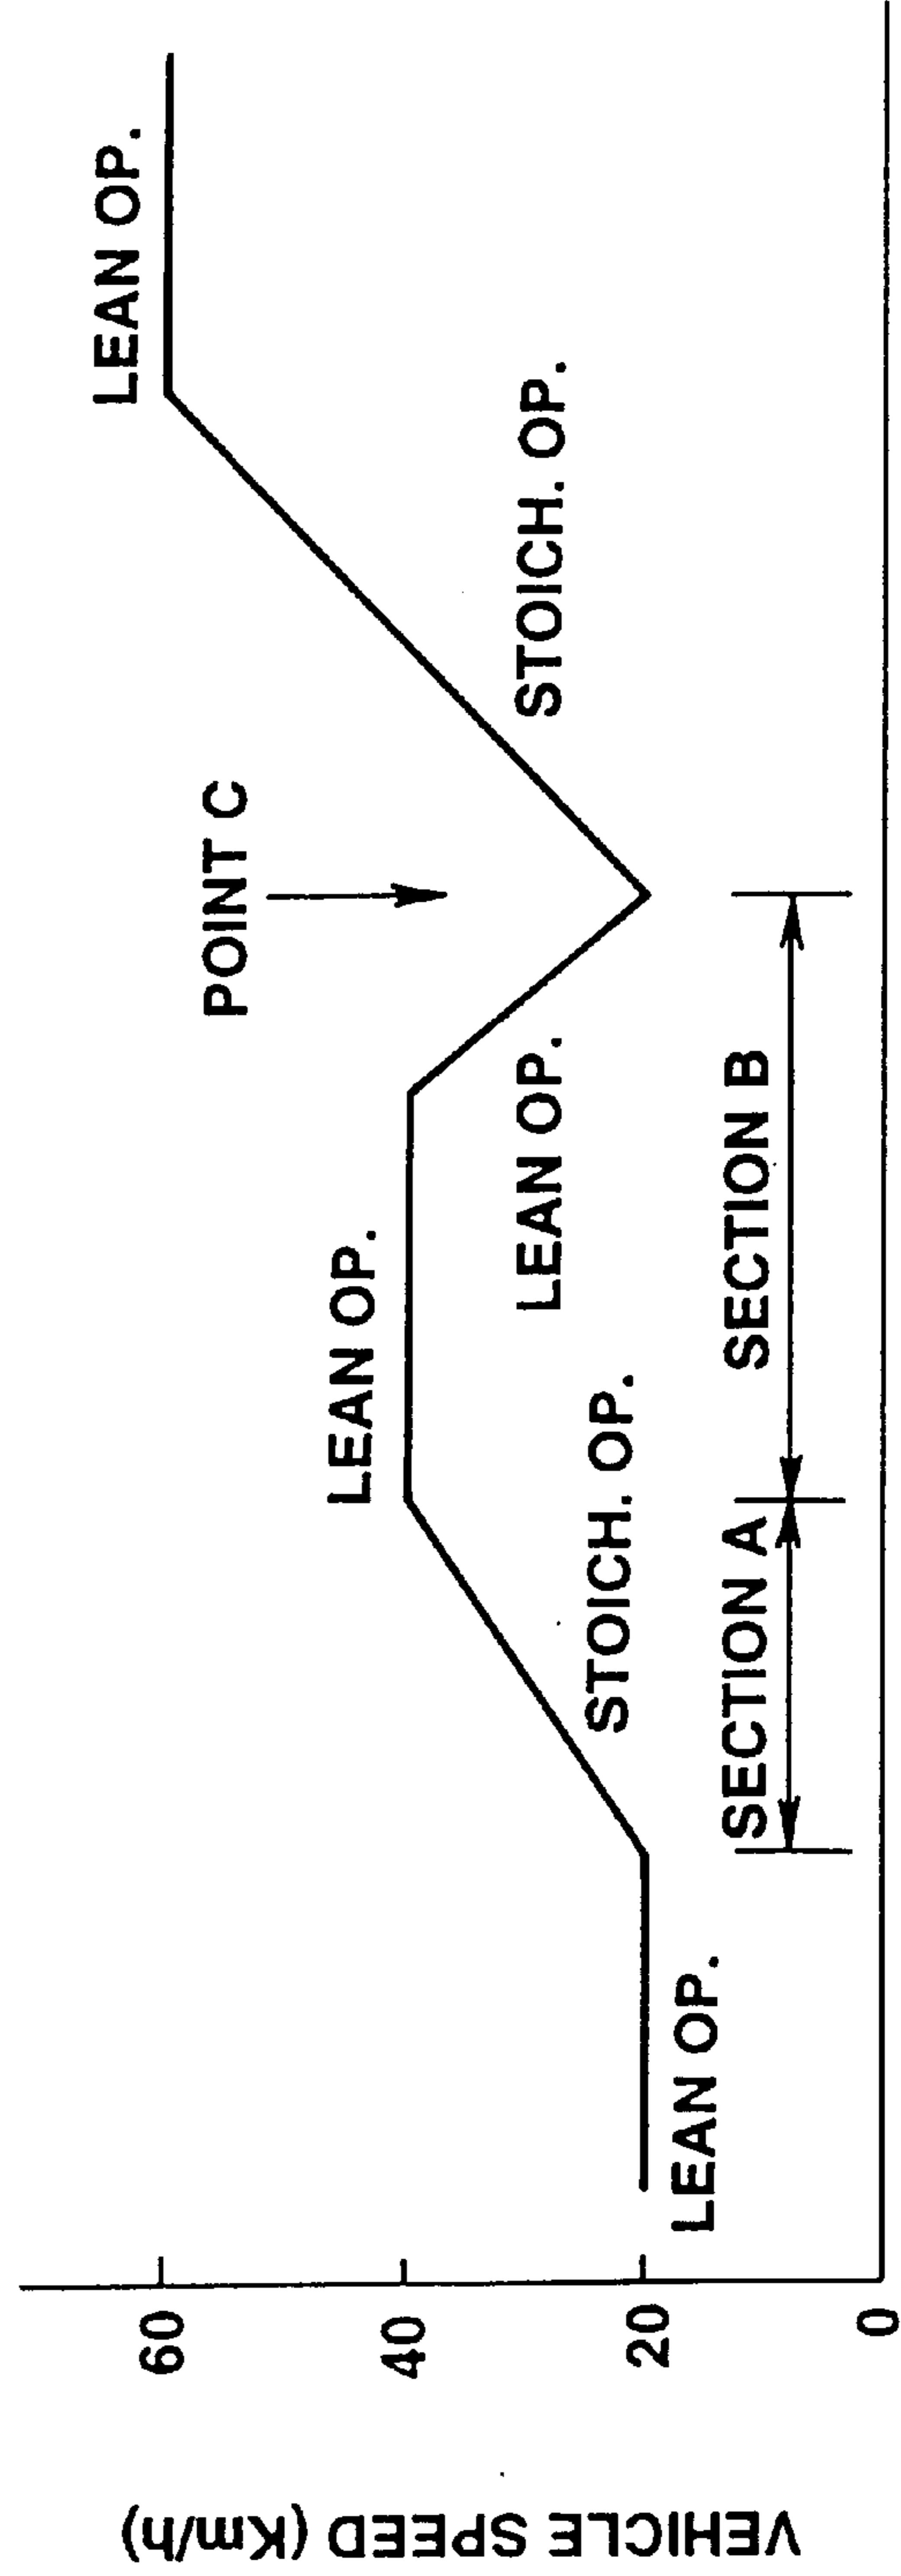 VEHICLE SPEED (Km/h)
60
40
20
0
LEAN OP.
STOICH. OP.
LEAN OP.
LEAN OP.
POINT C
STOICH. OP.
LEAN OP.
SECTION A
SECTION B